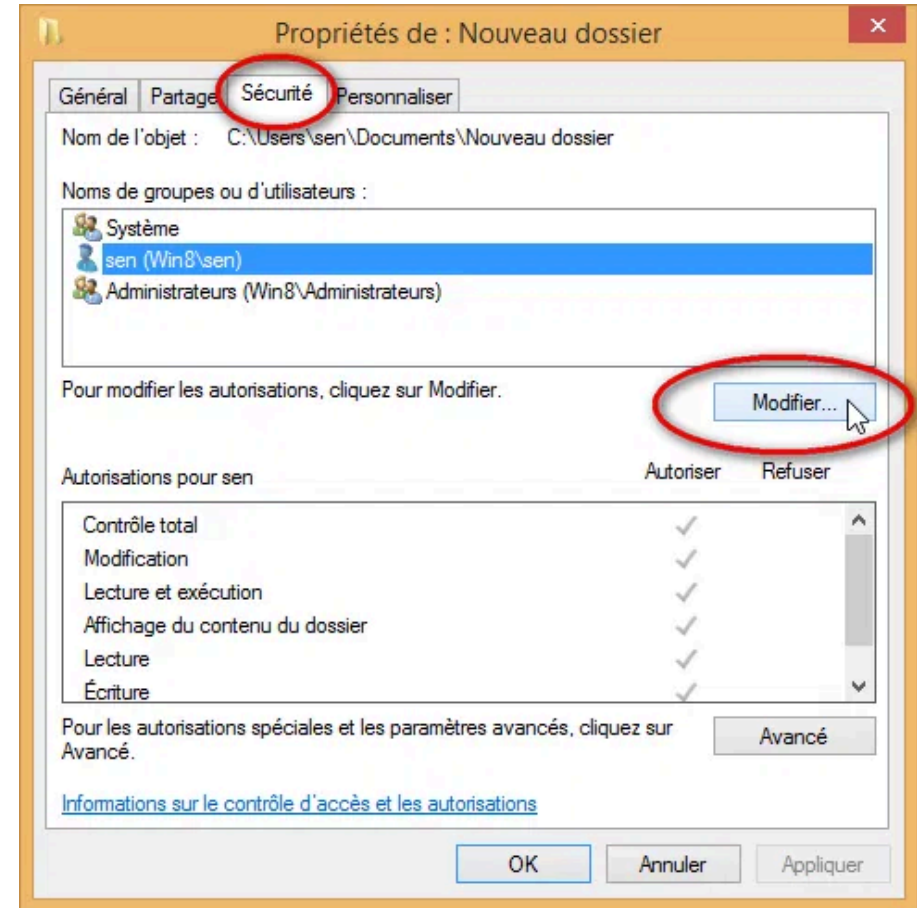 Propriétés de : Nouveau dossier
Général Partage Sécurité Personnaliser
Nom de l'objet : C:\Users\sen\Documents\Nouveau dossier
Noms de groupes ou d'utilisateurs :
Système
sen (Win8\sen)
Administrateurs (Win8\Administrateurs)
Pour modifier les autorisations, cliquez sur Modifier.
Modifier...
Autorisations pour sen Autoriser Refuser
Contrôle total
Modification
Lecture et exécution
Affichage du contenu du dossier
Lecture
Écriture
Pour les autorisations spéciales et les paramètres avancés, cliquez sur
Avancé.
Avancé
Informations sur le contrôle d'accès et les autorisations
OK Annuler Appliquer